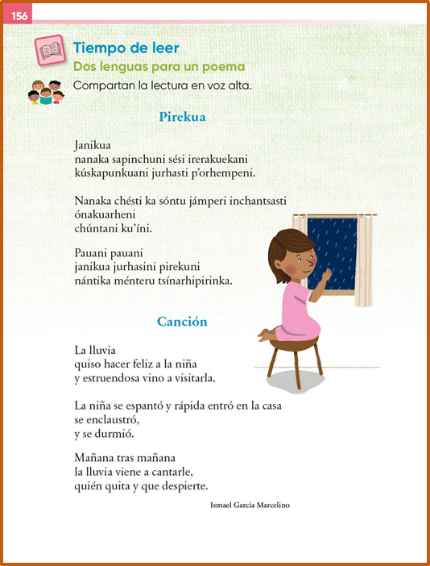 156
Tiempo de leer
Dos lenguas para un poema
Compartan la lectura en voz alta.
Pirekua
Janikua
nanaka sapinchuni sési irerakuekani
kúskapunkuani jurhasti p'orhempeni.
Nanaka chésti ka sóntu jámperi inchantsasti
ónakuarheni
chúntani ku'íni.
Pauani pauani
janikua jurhasïni pirekuni
nántika ménteru tsínarhipirinka.
Canción
La lluvia
quiso hacer feliz a la niña
y estruendosa vino a visitarla.
La niña se espantó y rápida entró en la casa
se enclaustró,
y se durmió.
Mañana tras mañana
la lluvia viene a cantarle,
quién quita y que despierte.
Ismael García Marcelino